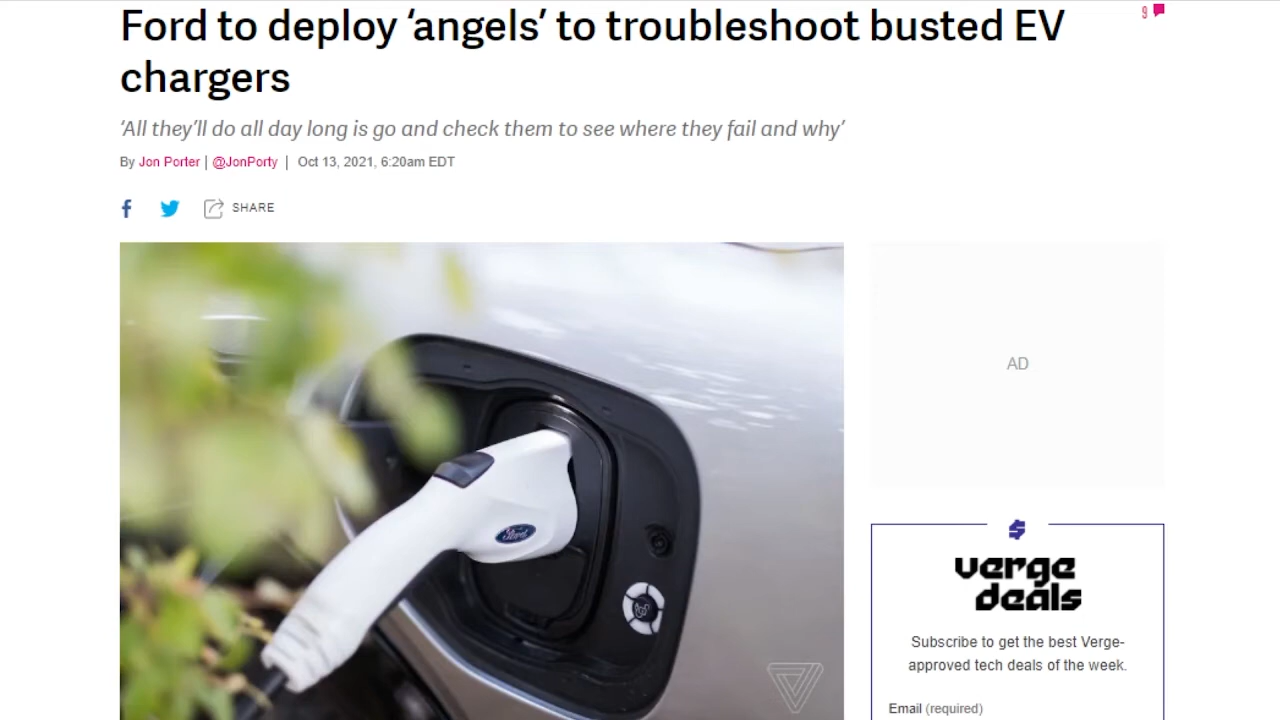 Ford to deploy ‘angels’ to troubleshoot busted EV
chargers
9
‘All they’ll do all day long is go and check them to see where they fail and why’
By Jon Porter | @JonPorty | Oct 13, 2021, 6:20am EDT
SHARE
Ford
AD
verge
deals
Subscribe to get the best Verge-
approved tech deals of the week.
Email (required)